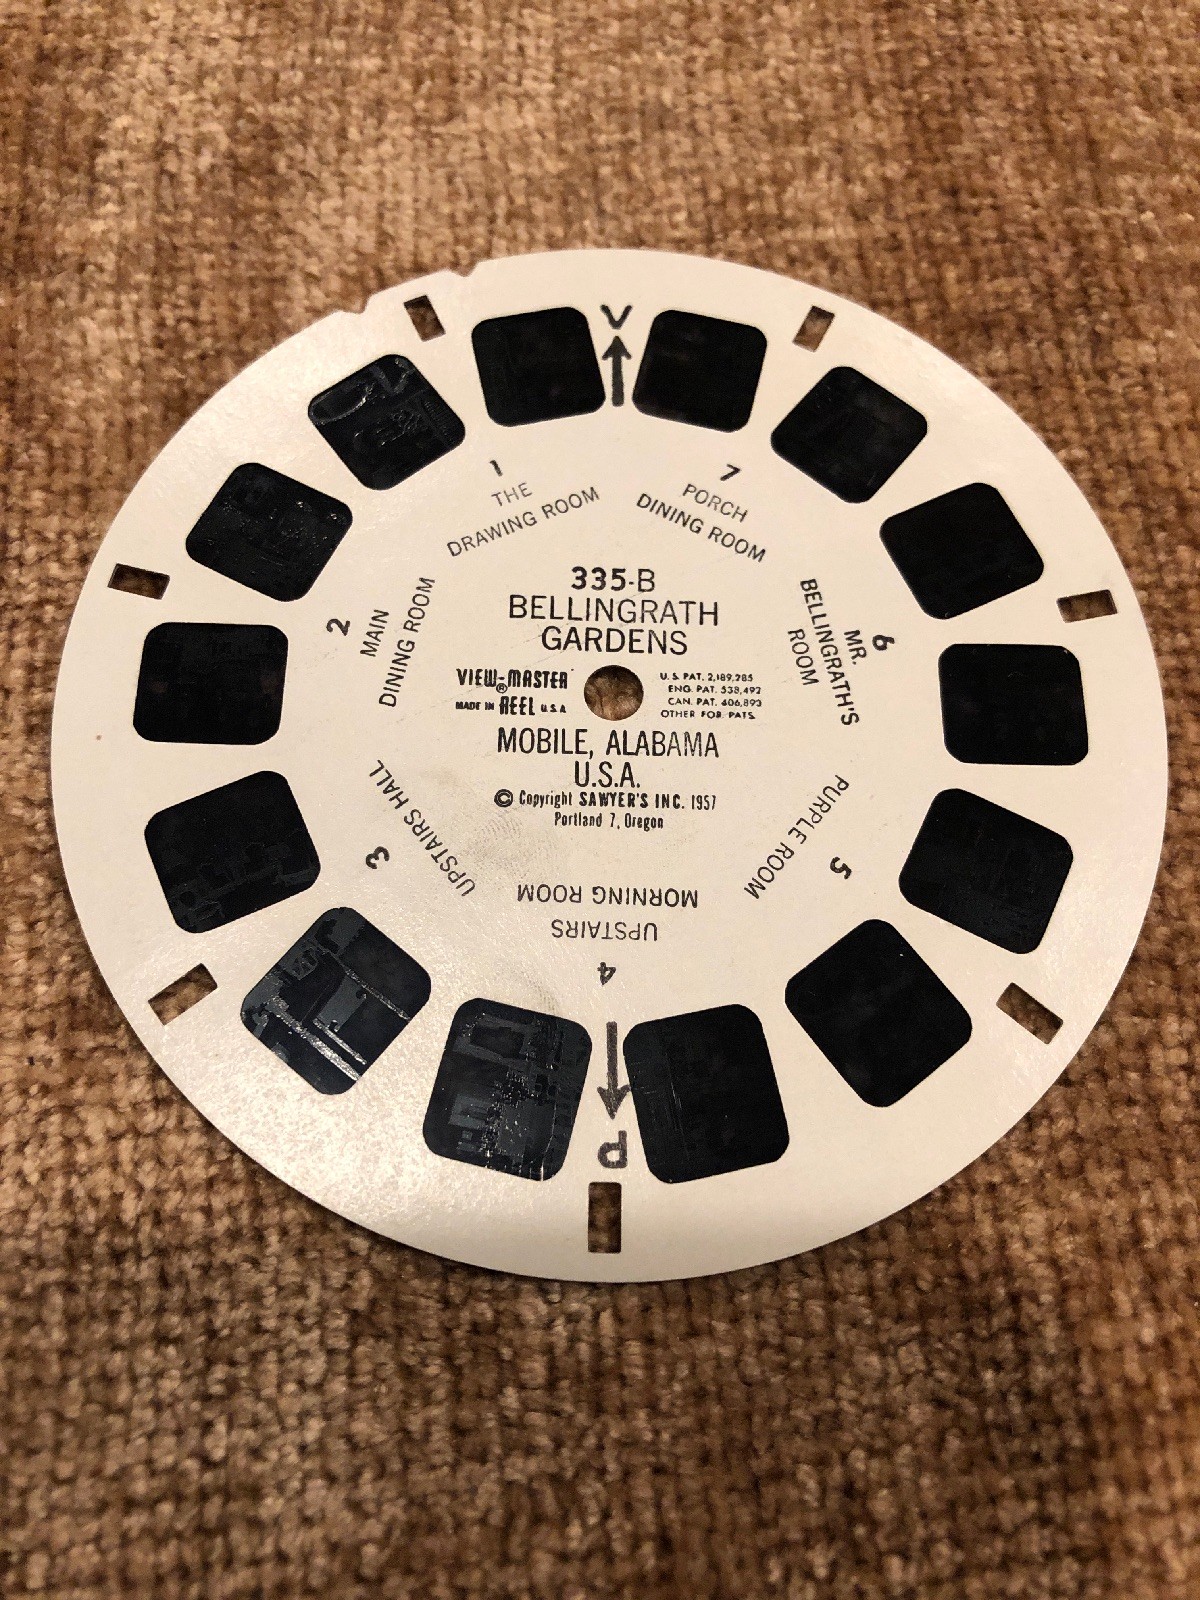 V
1
THE
DRAWING ROOM
7
PORCH
DINING ROOM
335-B
BELLINGRATH
GARDENS
VIEW-MASTER
®
MADE IN REEL U.S.A
U.S. PAT. 2,189,285
ENG. PAT. 538,492
CAN. PAT. 406,893
OTHER FOR. PATS.
MOBILE, ALABAMA
U.S.A.
© Copyright SAWYER'S INC. 1957
Portland 7, Oregon
2
MAIN
DINING ROOM
3
UPSTAIRS HALL
4
UPSTAIRS
MORNING ROOM
5
PURPLE ROOM
6
MR.
BELLINGRATH'S
ROOM
P